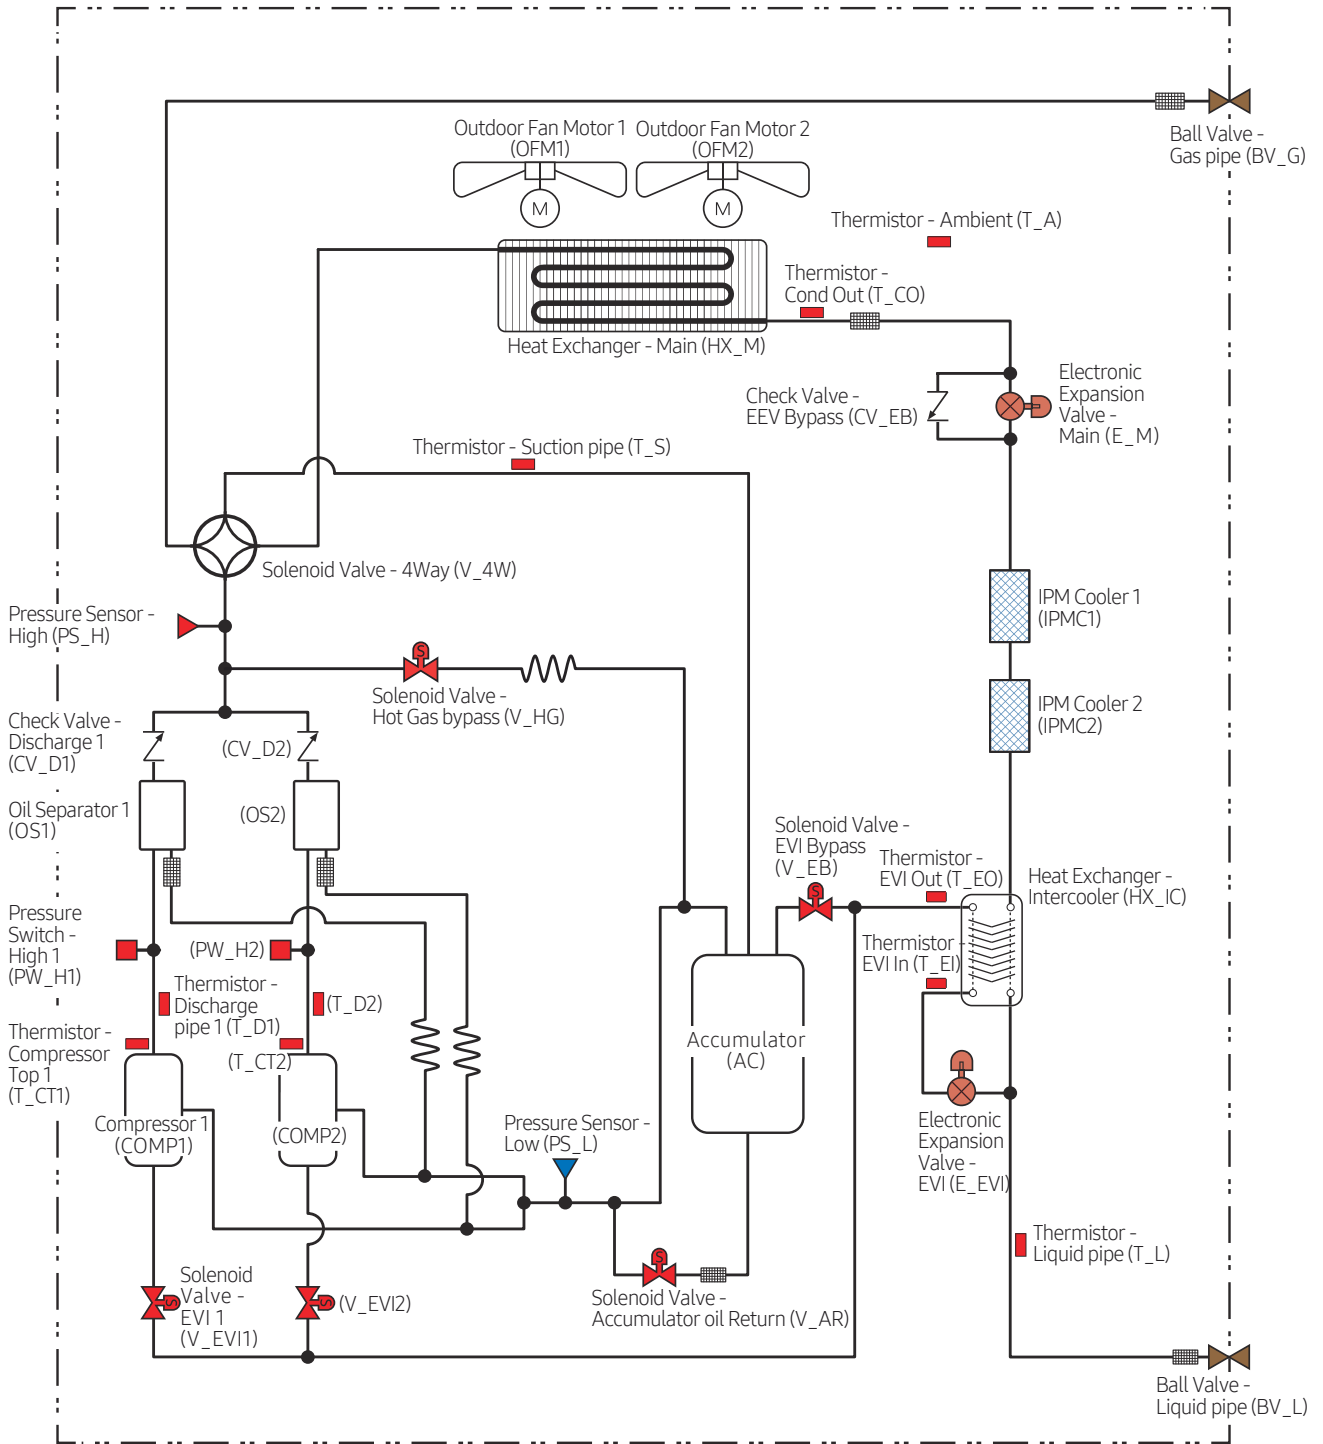 Ball Valve -
Gas pipe (BV_G)
Outdoor Fan Motor 1
(OFM1)
Outdoor Fan Motor 2
(OFM2)
M
M
Thermistor - Ambient (T_A)
Thermistor -
Cond Out (T_CO)
Heat Exchanger - Main (HX_M)
Check Valve -
EEV Bypass (CV_EB)
Electronic
Expansion
Valve -
Main (E_M)
Thermistor - Suction pipe (T_S)
Solenoid Valve - 4Way (V_4W)
Pressure Sensor -
High (PS_H)
IPM Cooler 1
(IPMC1)
S
Solenoid Valve -
Hot Gas bypass (V_HG)
IPM Cooler 2
(IPMC2)
Check Valve -
Discharge 1
(CV_D1)
(CV_D2)
Oil Separator 1
(OS1)
(OS2)
Solenoid Valve -
EVI Bypass
(V_EB)
S
Thermistor -
EVI Out (T_EO)
Heat Exchanger -
Intercooler (HX_IC)
Pressure
Switch -
High 1
(PW_H1)
(PW_H2)
Thermistor -
EVI In (T_EI)
Thermistor -
Discharge
pipe 1 (T_D1)
(T_D2)
Thermistor -
Compressor
Top 1
(T_CT1)
(T_CT2)
Accumulator
(AC)
Compressor 1
(COMP1)
(COMP2)
Pressure Sensor -
Low (PS_L)
Electronic
Expansion
Valve -
EVI (E_EVI)
Thermistor -
Liquid pipe (T_L)
S
Solenoid Valve -
Accumulator oil Return (V_AR)
Solenoid
Valve -
EVI 1
(V_EVI1)
S
S
(V_EVI2)
Ball Valve -
Liquid pipe (BV_L)